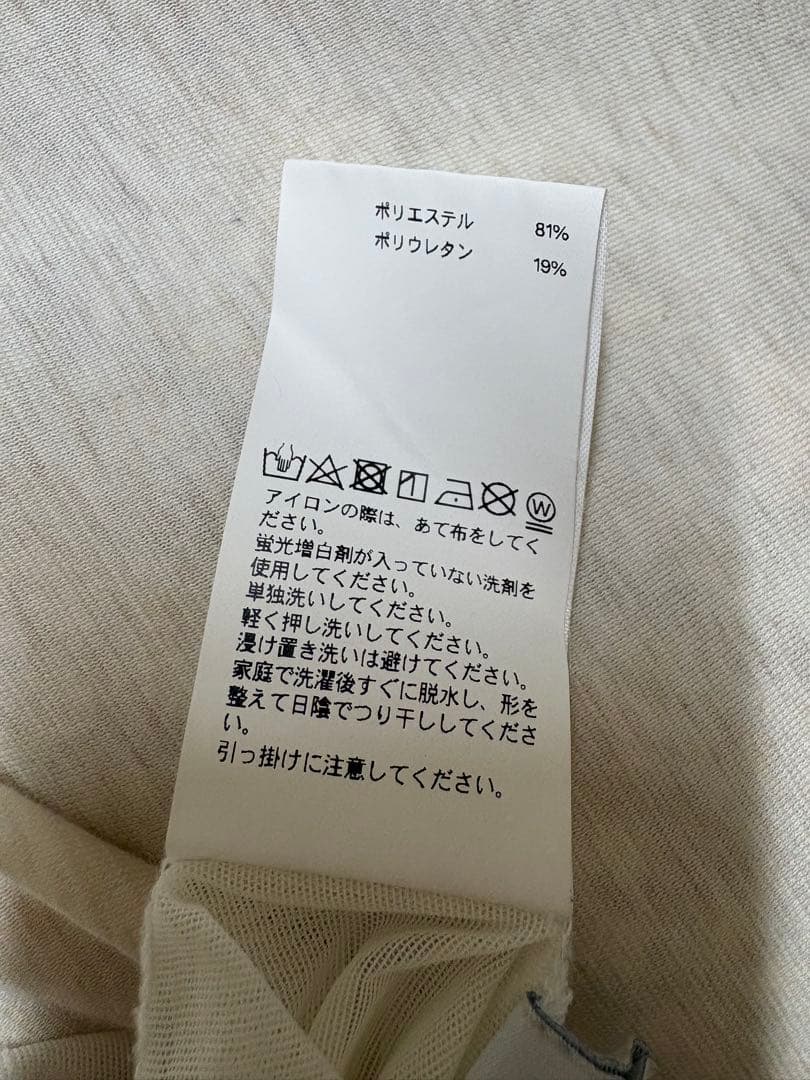 ポリエステル 81%
ポリウレタン 19%
W
アイロンの際は、あて布をしてく
ださい。
蛍光増白剤が入っていない洗剤を
使用してください。
単独洗いしてください。
軽く押し洗いしてください。
浸け置き洗いは避けてください。
家庭で洗濯後すぐに脱水し、形を
整えて日陰でつり干ししてくださ
い。
引っ掛けに注意してください。